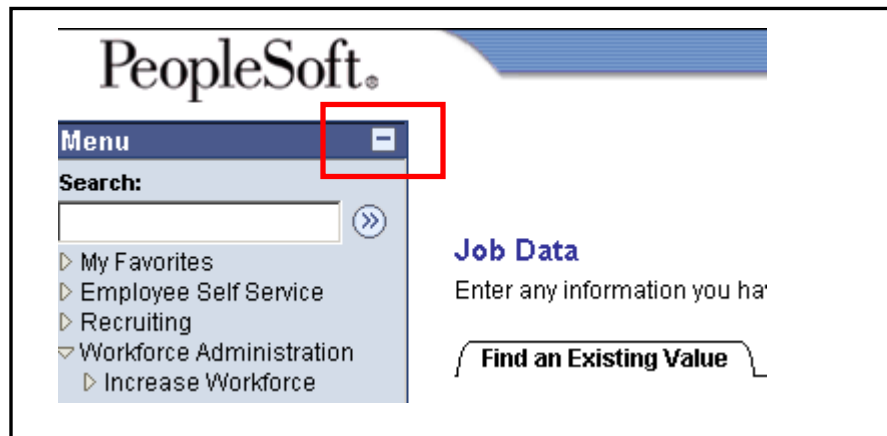 PeopleSoft®
Menu
Search:
My Favorites
Employee Self Service
Recruiting
Workforce Administration
Increase Workforce
Job Data
Enter any information you ha
Find an Existing Value